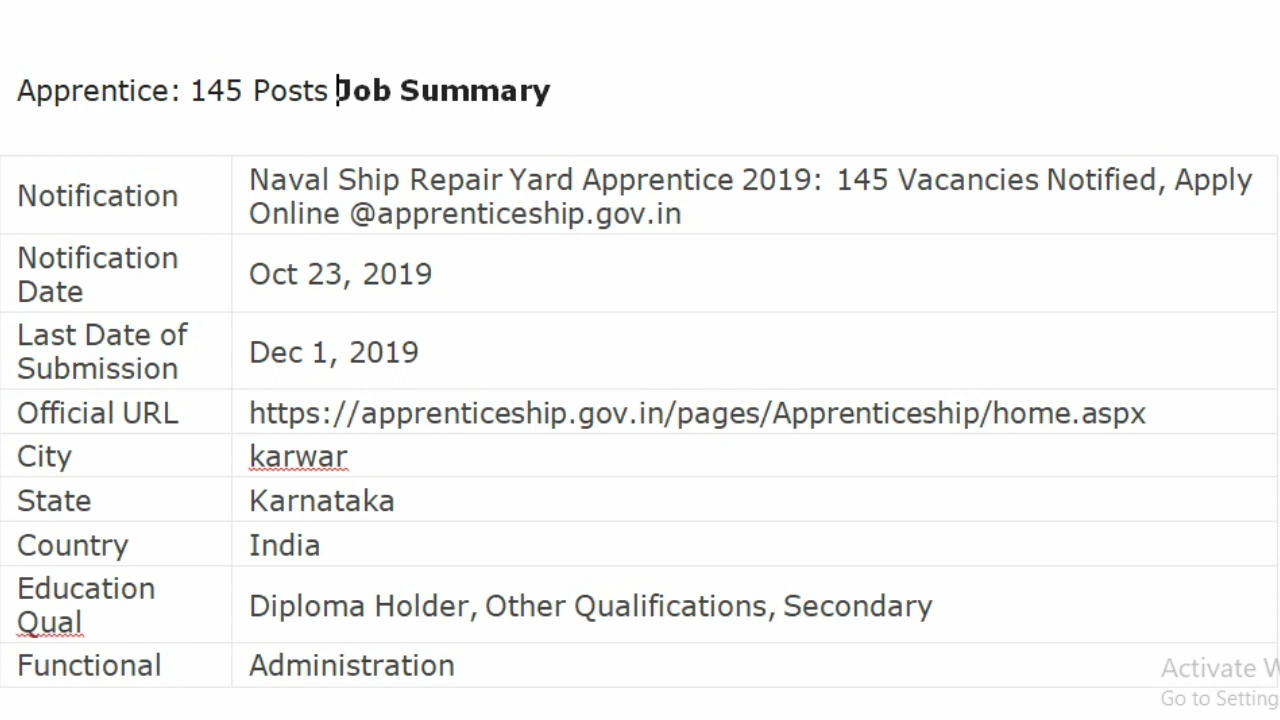 Apprentice: 145 Posts Job Summary
Notification
Naval Ship Repair Yard Apprentice 2019: 145 Vacancies Notified, Apply
Online @apprenticeship.gov.in
Notification
Date
Oct 23, 2019
Last Date of
Submission
Dec 1, 2019
Official URL
https://apprenticeship.gov.in/pages/Apprenticeship/home.aspx
City
karwar
State
Karnataka
Country
India
Education
Qual
Diploma Holder, Other Qualifications, Secondary
Functional
Administration
Activate W
Go to Setting